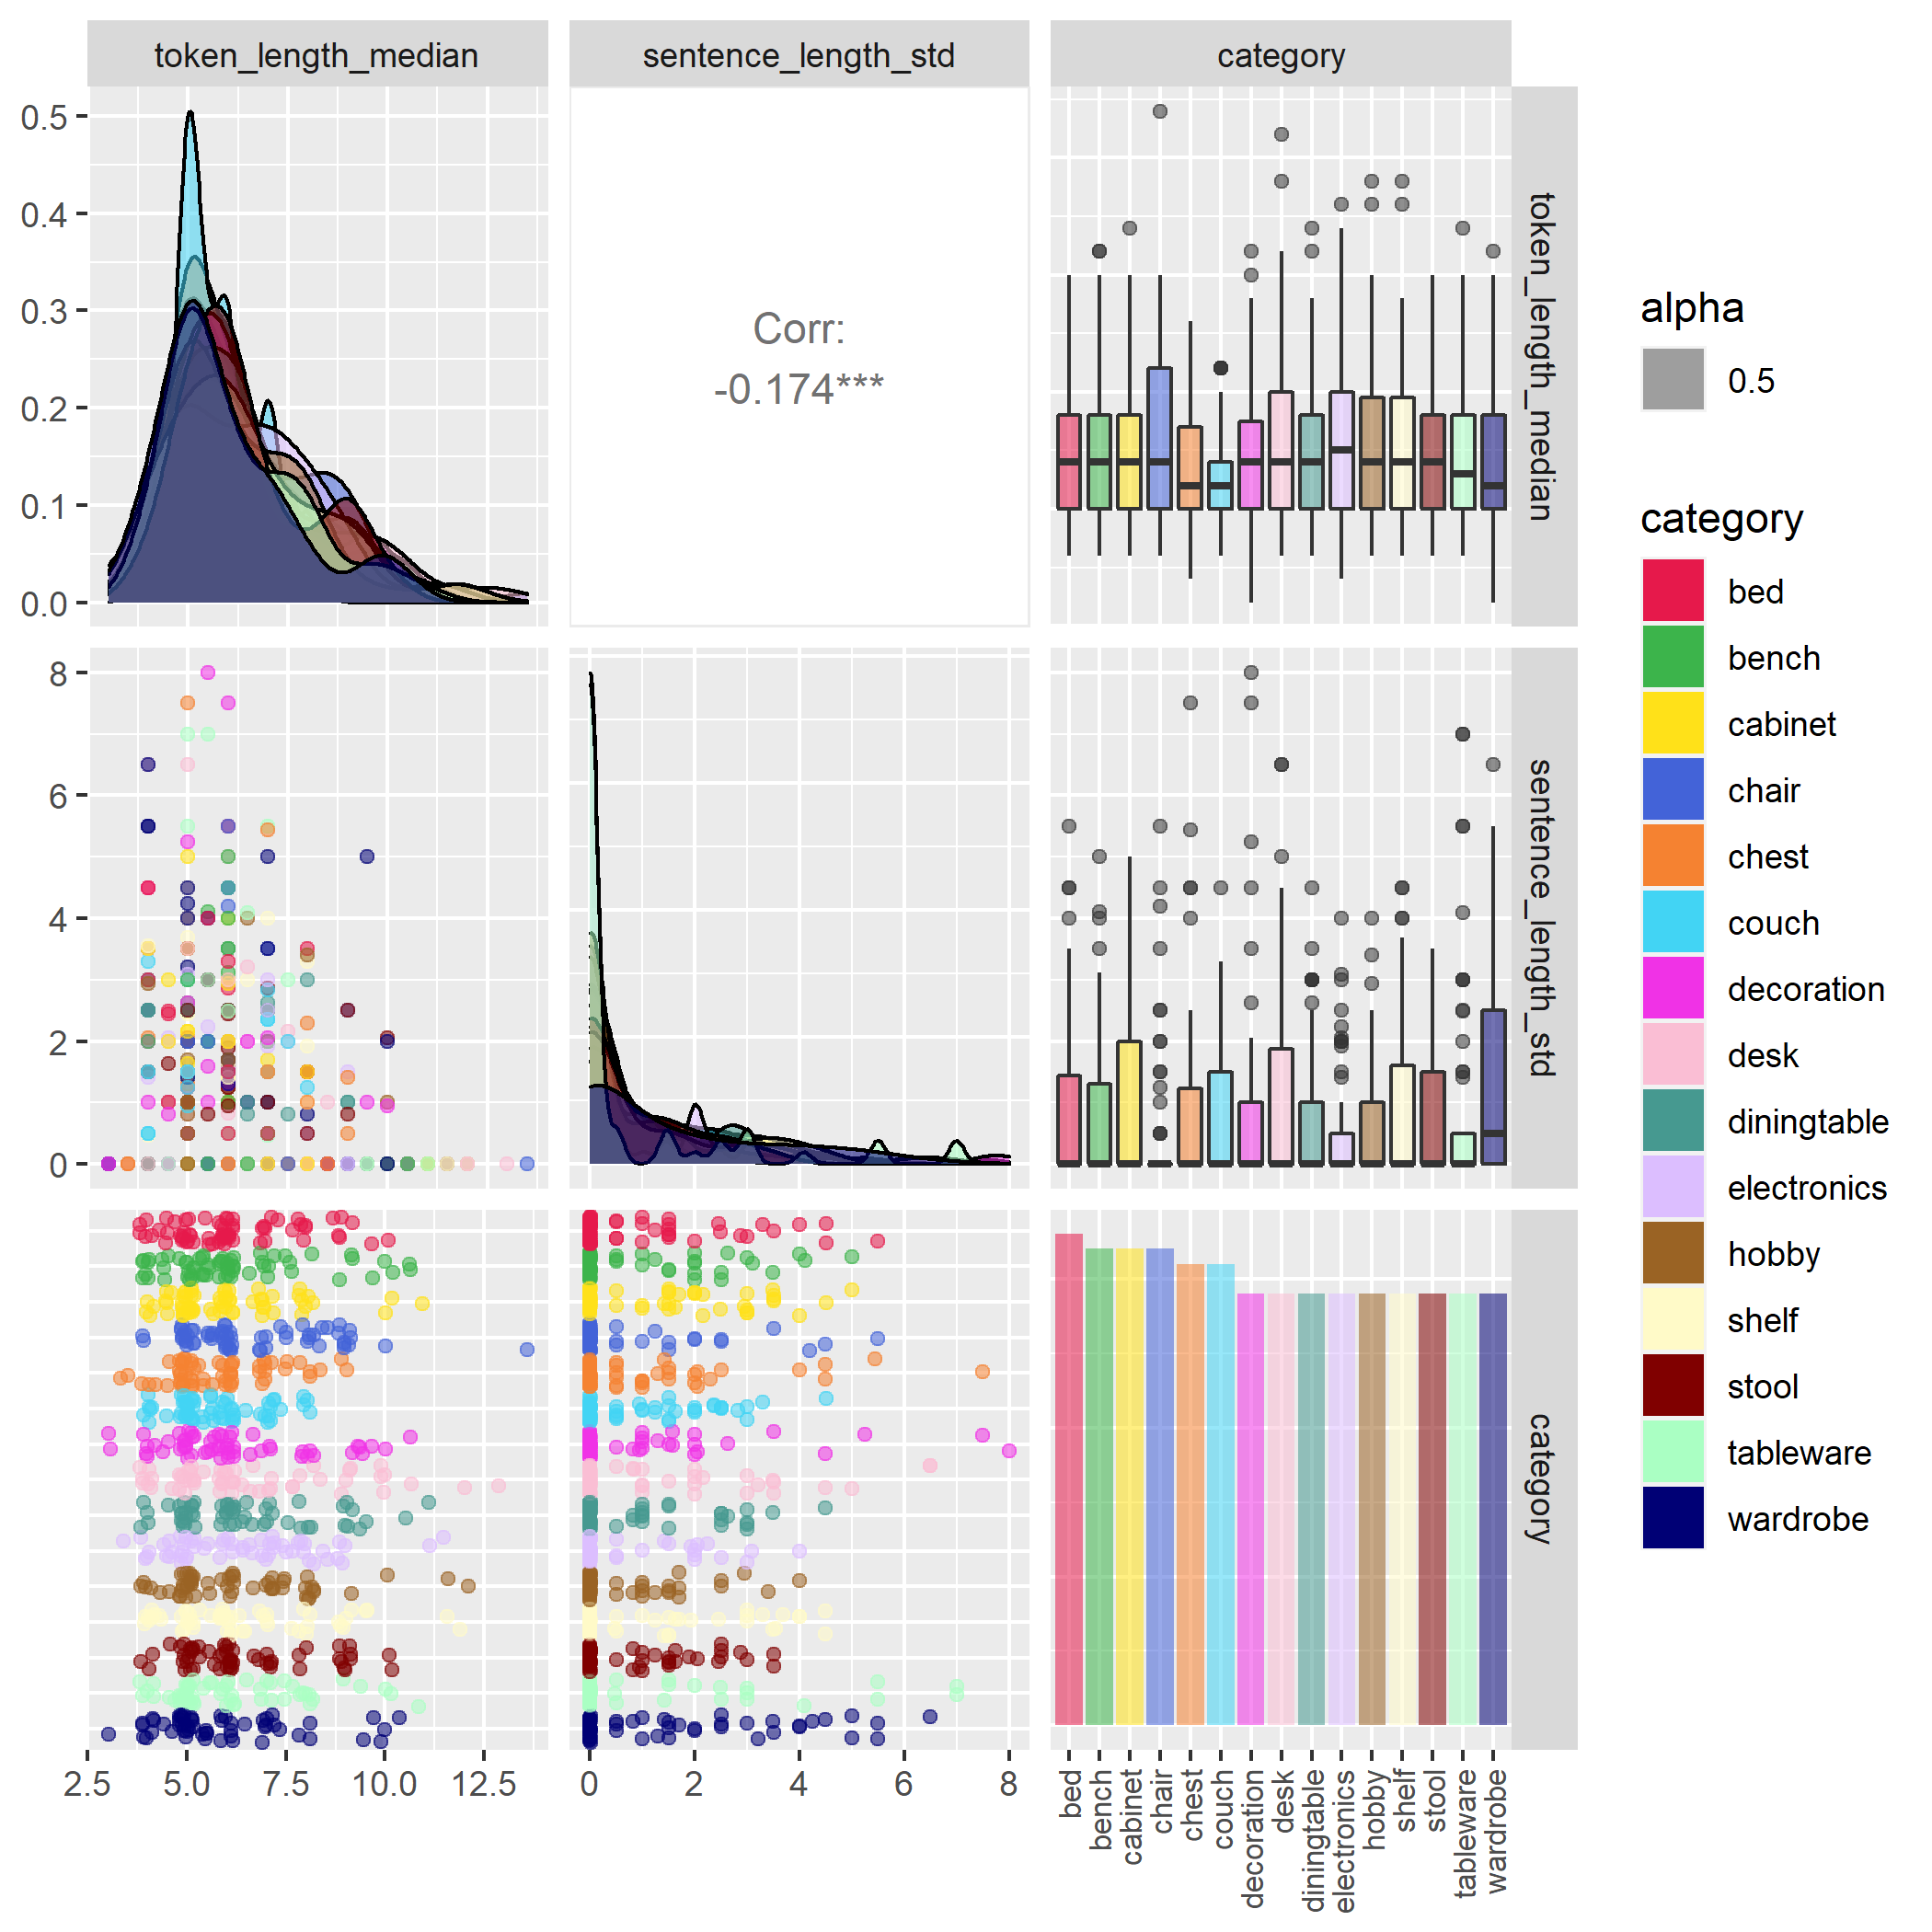 token_length_median
sentence_length_std
category
0.5
0.4
0.3
0.2
0.1
0.0
Corr:
-0.174***
token_length_median
8
6
4
2
0
sentence_length_std
category
2.5
5.0
7.5
10.0
12.5
0
2
4
6
8
bed
bench
cabinet
chair
chest
couch
decoration
desk
diningtable
electronics
hobby
shelf
stool
tableware
wardrobe
alpha
0.5
category
bed
bench
cabinet
chair
chest
couch
decoration
desk
diningtable
electronics
hobby
shelf
stool
tableware
wardrobe